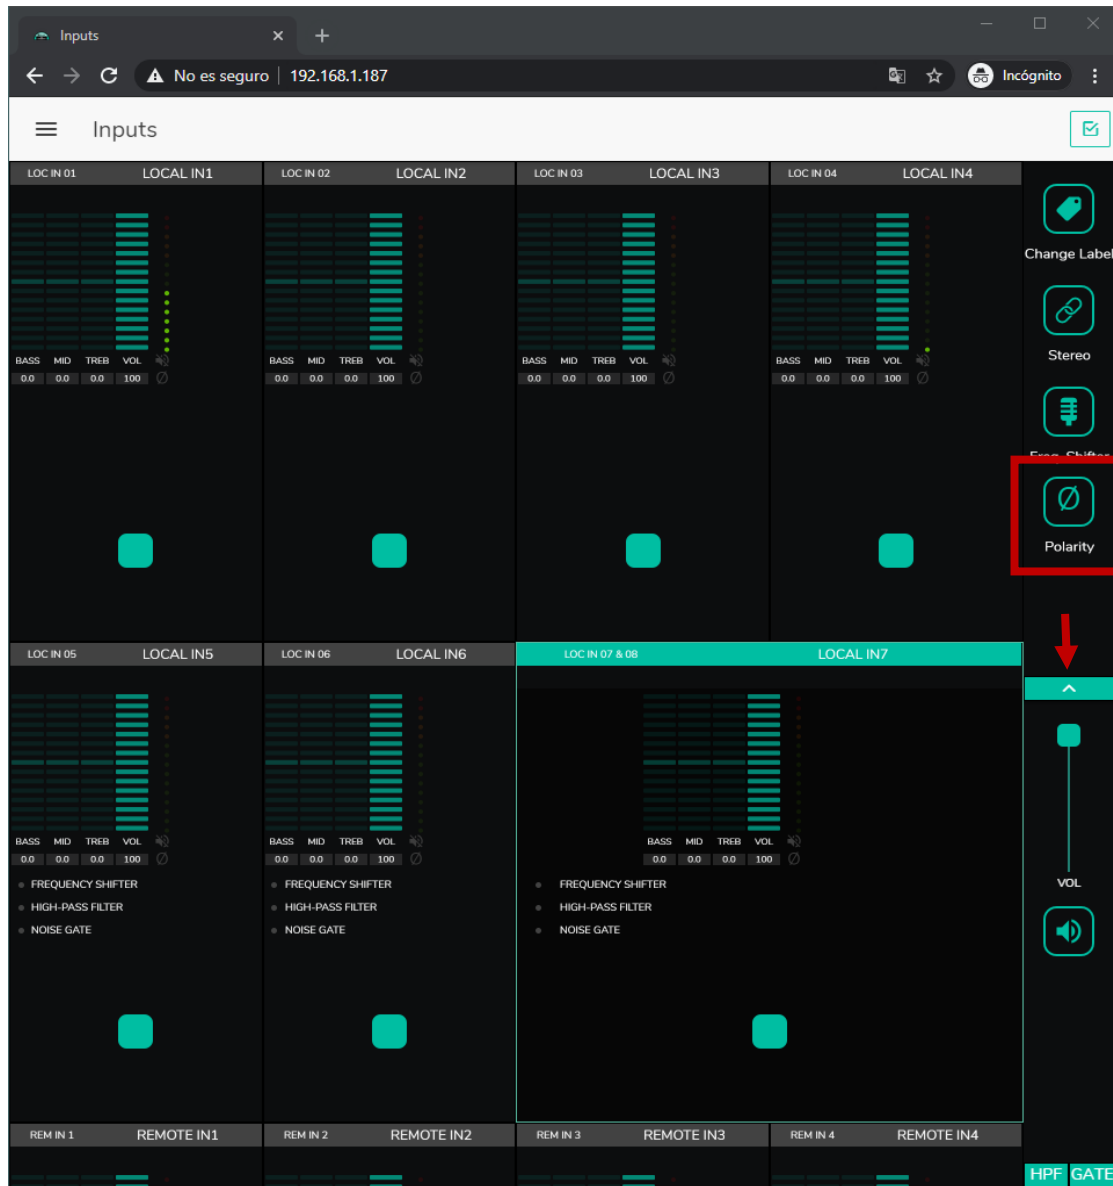 Inputs
No es seguro 192.168.1.187 Incógnito
Inputs
LOC IN 01 LOCAL IN1 LOC IN 02 LOCAL IN2 LOC IN 03 LOCAL IN3 LOC IN 04 LOCAL IN4
Change Label
Stereo
BASS MID TREB VOL BASS MID TREB VOL BASS MID TREB VOL BASS MID TREB VOL
0.0 0.0 0.0 100 0.0 0.0 0.0 100 0.0 0.0 0.0 100 0.0 0.0 0.0 100
Freq. Shifter
Polarity
LOC IN 05 LOCAL IN5 LOC IN 06 LOCAL IN6 LOC IN 07 & 08 LOCAL IN7
BASS MID TREB VOL BASS MID TREB VOL BASS MID TREB VOL
0.0 0.0 0.0 100 0.0 0.0 0.0 100 0.0 0.0 0.0 100
FREQUENCY SHIFTER FREQUENCY SHIFTER FREQUENCY SHIFTER
HIGH-PASS FILTER HIGH-PASS FILTER HIGH-PASS FILTER
NOISE GATE NOISE GATE NOISE GATE
VOL
REM IN 1 REMOTE IN1 REM IN 2 REMOTE IN2 REM IN 3 REMOTE IN3 REM IN 4 REMOTE IN4
HPF GATE